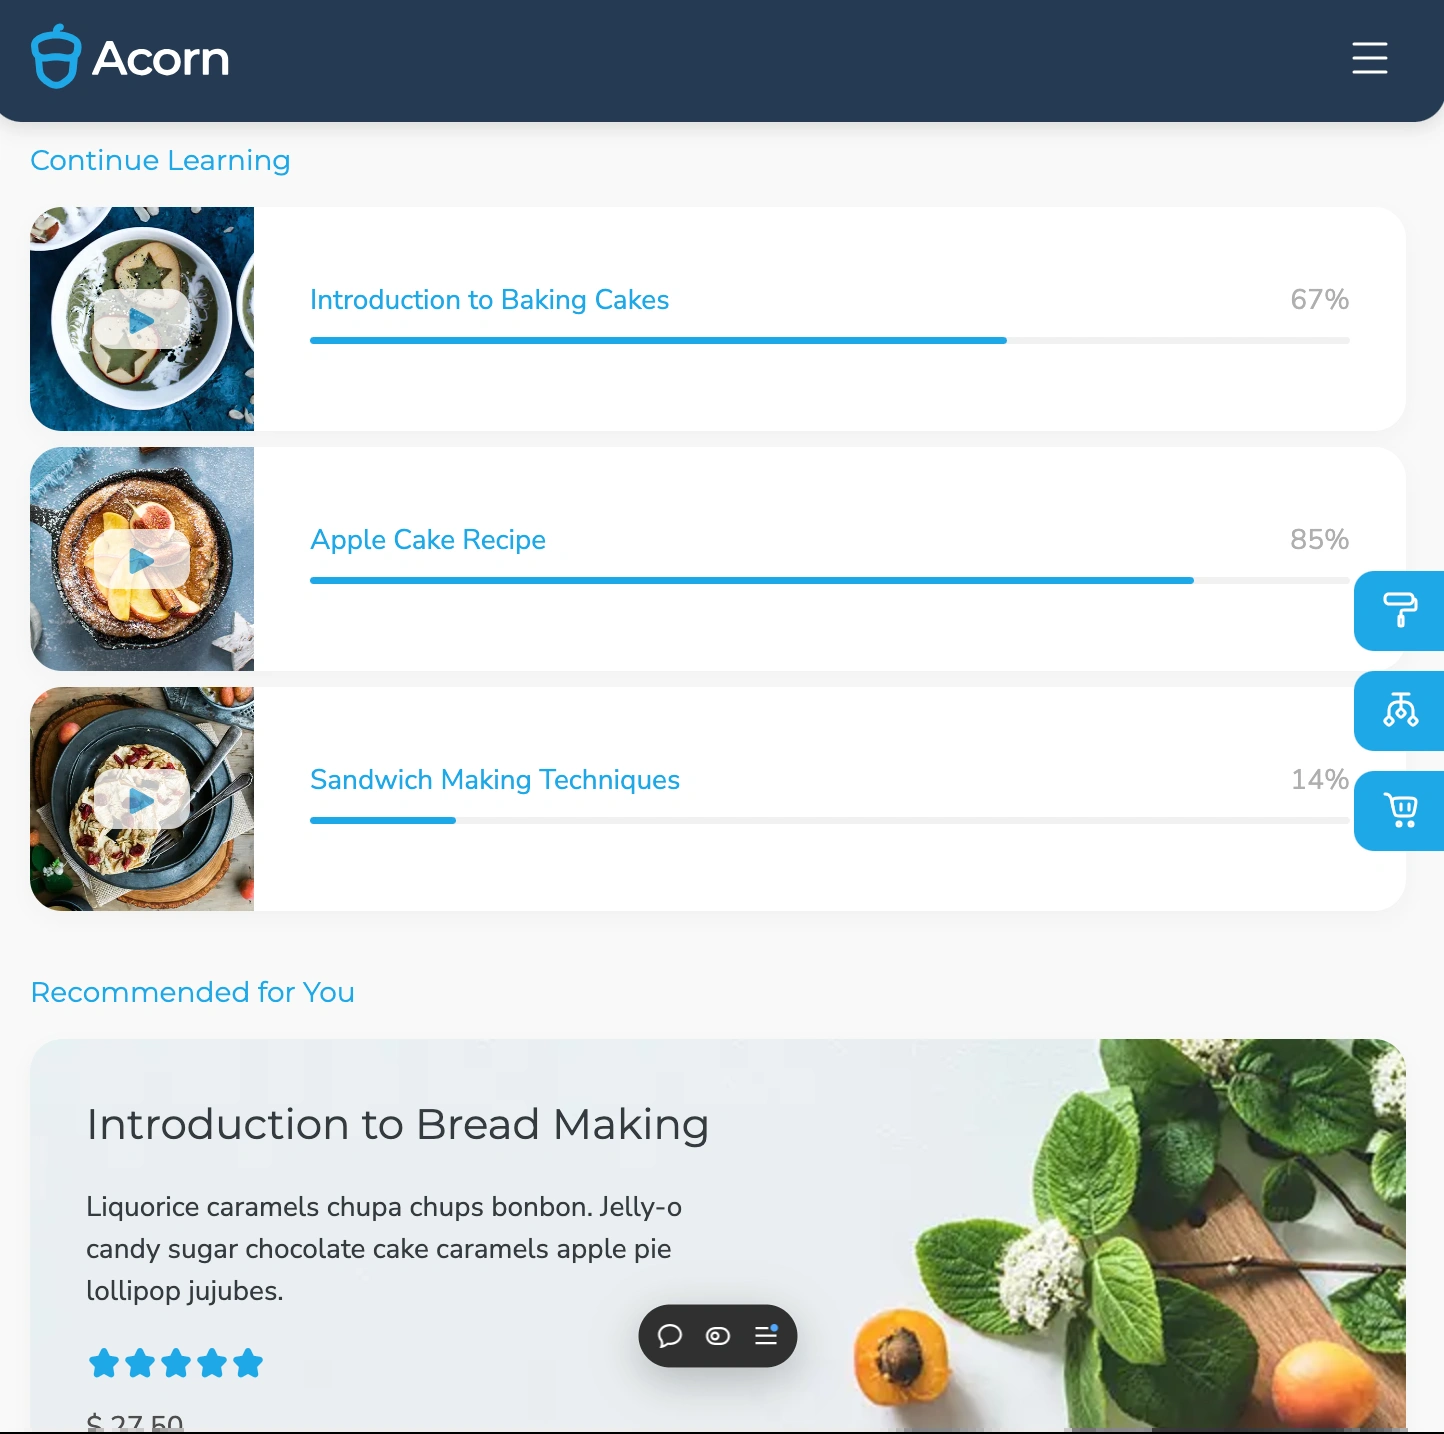 Acorn
Continue Learning
Introduction to Baking Cakes 67%
Apple Cake Recipe 85%
Sandwich Making Techniques 14%
Recommended for You
Introduction to Bread Making
Liquorice caramels chupa chups bonbon. Jelly-o
candy sugar chocolate cake caramels apple pie
lollipop jujubes.
$ 27.50